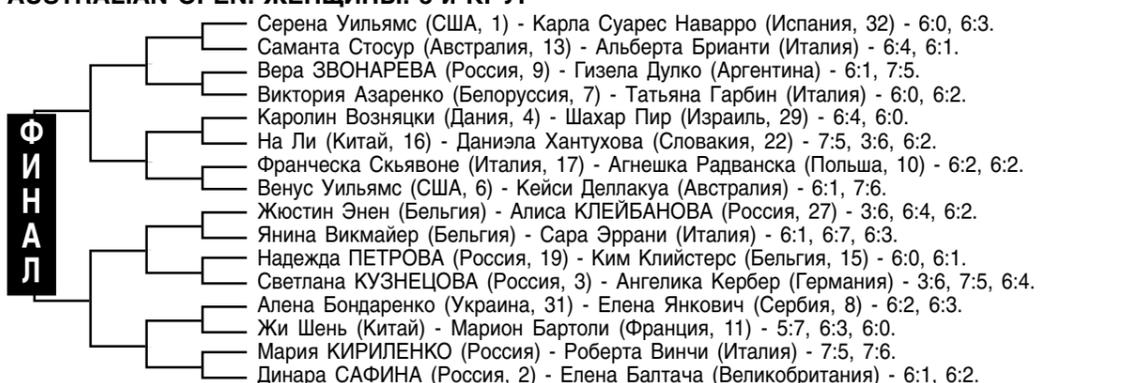 AUSTRALIAN OPEN. ЖЕНЩИНЫ. 3-й КРУГ
Серена Уильямс (США, 1) - Карла Суарес Наварро (Испания, 32) - 6:0, 6:3.
Саманта Стосур (Австралия, 13) - Альберта Брианти (Италия) - 6:4, 6:1.
Вера ЗВОНАРЕВА (Россия, 9) - Гизела Дулко (Аргентина) - 6:1, 7:5.
Виктория Азаренко (Белоруссия, 7) - Татьяна Гарбин (Италия) - 6:0, 6:2.
Каролин Возняцки (Дания, 4) - Шахар Пир (Израиль, 29) - 6:4, 6:0.
На Ли (Китай, 16) - Даниэла Хантухова (Словакия, 22) - 7:5, 3:6, 6:2.
Франческа Скьявоне (Италия, 17) - Агнешка Радванска (Польша, 10) - 6:2, 6:2.
Венус Уильямс (США, 6) - Кейси Деллакуа (Австралия) - 6:1, 7:6.
Жюстин Энен (Бельгия) - Алиса КЛЕЙБАНОВА (Россия, 27) - 3:6, 6:4, 6:2.
Янина Викмайер (Бельгия) - Сара Эррани (Италия) - 6:1, 6:7, 6:3.
Надежда ПЕТРОВА (Россия, 19) - Ким Клийстерс (Бельгия, 15) - 6:0, 6:1.
Светлана КУЗНЕЦОВА (Россия, 3) - Ангелика Кербер (Германия) - 3:6, 7:5, 6:4.
Алена Бондаренко (Украина, 31) - Елена Янкович (Сербия, 8) - 6:2, 6:3.
Жи Шень (Китай) - Марион Бартоли (Франция, 11) - 5:7, 6:3, 6:0.
Мария КИРИЛЕНКО (Россия) - Роберта Винчи (Италия) - 7:5, 7:6.
Динара САФИНА (Россия, 2) - Елена Балтача (Великобритания) - 6:1, 6:2.
ФИНАЛ